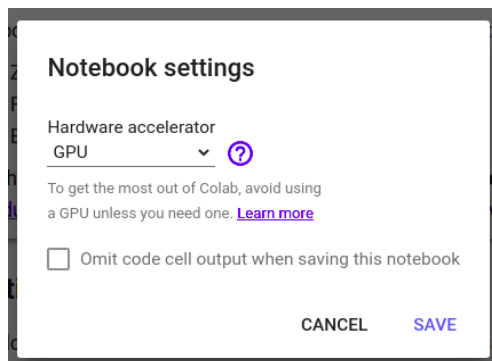 Notebook settings
Hardware accelerator
GPU
To get the most out of Colab, avoid using
a GPU unless you need one. Learn more
Omit code cell output when saving this notebook
CANCEL SAVE